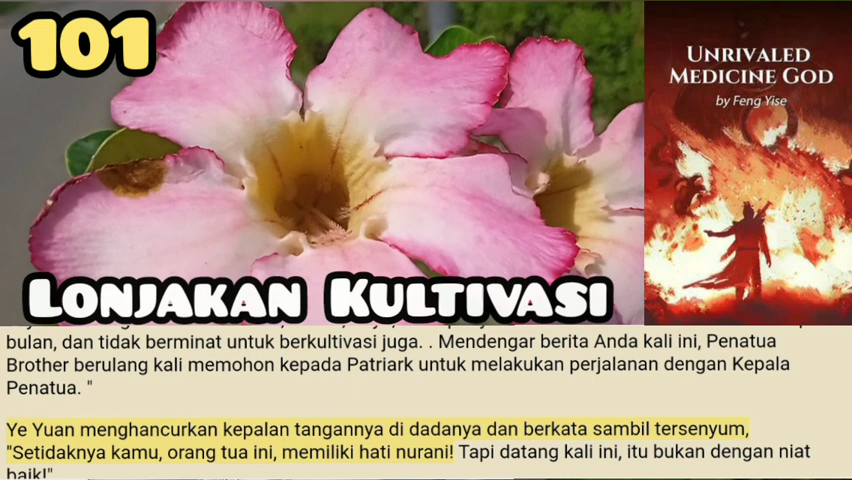 101
UNRIVALED
MEDICINE GOD
by Feng Yise
LONJAKAN KULTIVASI
bulan, dan tidak berminat untuk berkultivasi juga. . Mendengar berita Anda kali ini, Penatua
Brother berulang kali memohon kepada Patriark untuk melakukan perjalanan dengan Kepala
Penatua. "
Ye Yuan menghancurkan kepalan tangannya di dadanya dan berkata sambil tersenyum,
"Setidaknya kamu, orang tua ini, memiliki hati nurani! Tapi datang kali ini, itu bukan dengan niat
baik!"